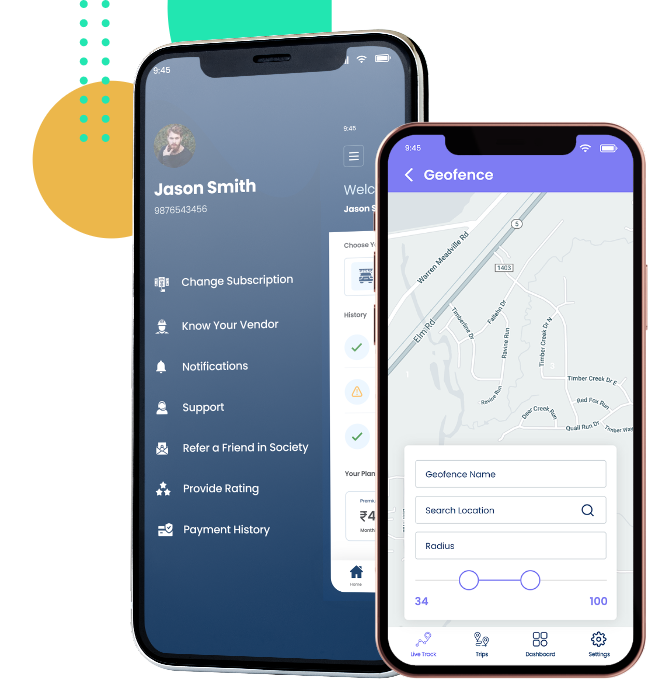 9:45
Jason Smith
9876543456
Change Subscription
Know Your Vendor
Notifications
Support
Refer a Friend in Society
Provide Rating
Payment History
9:45
Welc
Jason S
Choose Yo
History
Your Plan
Premiu
₹4
Month
Home
9:45
Geofence
5
1403
Warren Meadville Rd
Elm Rd
Timberline Dr
Fallehn Dr
Ravine Run
Timber Creek Dr N
Ravine Run
Timber Creek Dr E
Deer Creek Run
Red Fox Run
Quail Run Dr
Timber Wa
Geofence Name
Search Location
Radius
34
100
Live Track
Trips
Dashboard
Settings